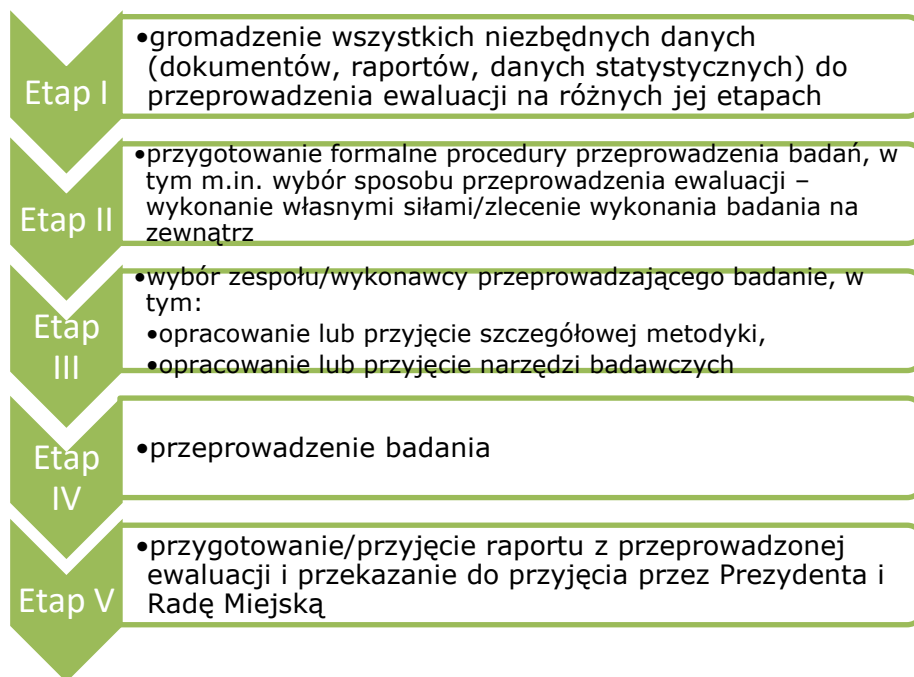 Etap I
•gromadzenie wszystkich niezbędnych danych
(dokumentów, raportów, danych statystycznych) do
przeprowadzenia ewaluacji na różnych jej etapach
Etap II
•przygotowanie formalne procedury przeprowadzenia badań, w
tym m.in. wybór sposobu przeprowadzenia ewaluacji –
wykonanie własnymi siłami/zlecenie wykonania badania na
zewnątrz
Etap
III
•wybór zespołu/wykonawcy przeprowadzającego badanie, w
tym:
•opracowanie lub przyjęcie szczegółowej metodyki,
•opracowanie lub przyjęcie narzędzi badawczych
Etap
IV
•przeprowadzenie badania
Etap V
•przygotowanie/przyjęcie raportu z przeprowadzonej
ewaluacji i przekazanie do przyjęcia przez Prezydenta i
Radę Miejską